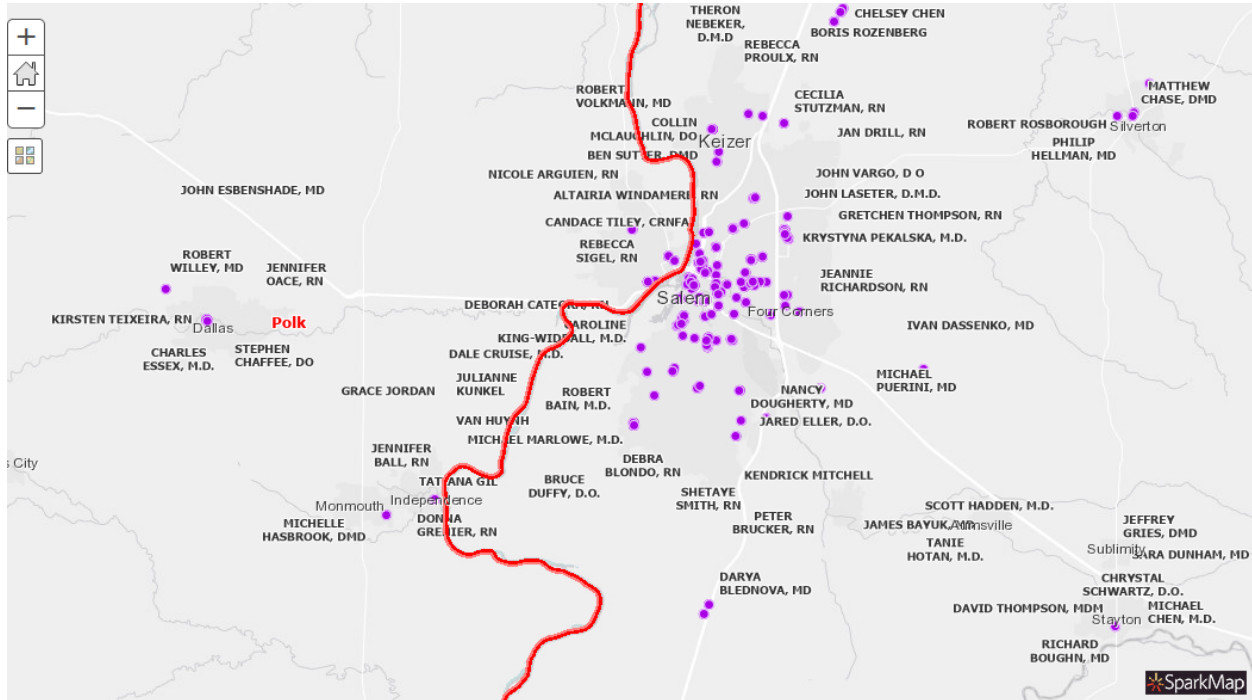 THERON
NEBEKER,
D.M.D
CHELSEY CHEN
BORIS ROZENBERG
REBECCA
PROULX, RN
+
−
ROBERT
VOLKMANN, MD
CECILIA
STUTZMAN, RN
MATTHEW
CHASE, DMD
COLLIN
MCLAUGHLIN, DO
Keizer
JAN DRILL, RN
ROBERT ROSBOROUGH
Silverton
PHILIP
HELLMAN, MD
BEN SUTTER, DMD
NICOLE ARGUIEN, RN
JOHN VARGO, D O
JOHN ESBENSHADE, MD
ALTAIRIA WINDAMERE, RN
JOHN LASETER, D.M.D.
CANDACE TILEY, CRNFA
GRETCHEN THOMPSON, RN
KRYSTYNA PEKALSKA, M.D.
REBECCA
SIGEL, RN
ROBERT
WILLEY, MD
JENNIFER
OACE, RN
JEANNIE
RICHARDSON, RN
Salem
DEBORAH
Four Corners
KIRSTEN TEIXEIRA, RN
Dallas
Polk
CAROLINE
KING-WIDDALL, M.D.
IVAN DASSENKO, MD
CHARLES
ESSEX, M.D.
STEPHEN
CHAFFEE, DO
DALE CRUISE, M.D.
GRACE JORDAN
JULIANNE
KUNKEL
ROBERT
BAIN, M.D.
NANCY
DOUGHERTY, MD
MICHAEL
PUERINI, MD
VAN HUYNH
JARED ELLER, D.O.
MICHAEL MARLOWE, M.D.
JENNIFER
BALL, RN
s City
DEBRA
BLONDO, RN
TATIANA GIL
BRUCE
DUFFY, D.O.
KENDRICK MITCHELL
Monmouth
Independence
SHETAYE
SMITH, RN
SCOTT HADDEN, M.D.
MICHELLE
HASBROOK, DMD
DONNA
GRENIER, RN
PETER
BRUCKER, RN
JAMES BAYUK, MD
Aumsville
JEFFREY
GRIES, DMD
TANIE
HOTAN, M.D.
Sublimity
SARA DUNHAM, MD
DARYA
BLEDNOVA, MD
CHRYSTAL
SCHWARTZ, D.O.
DAVID THOMPSON, MDM
MICHAEL
CHEN, M.D.
Stayton
RICHARD
BOUGHN, MD
SparkMap